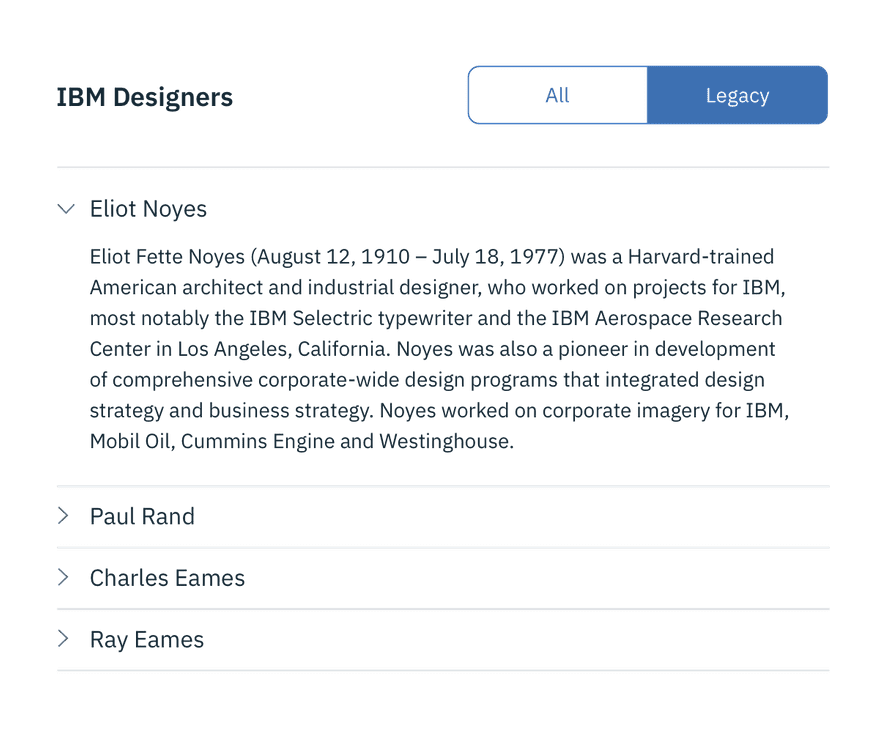 IBM Designers
All
Legacy
Eliot Noyes
Eliot Fette Noyes (August 12, 1910 – July 18, 1977) was a Harvard-trained
American architect and industrial designer, who worked on projects for IBM,
most notably the IBM Selectric typewriter and the IBM Aerospace Research
Center in Los Angeles, California. Noyes was also a pioneer in development
of comprehensive corporate-wide design programs that integrated design
strategy and business strategy. Noyes worked on corporate imagery for IBM,
Mobil Oil, Cummins Engine and Westinghouse.
Paul Rand
Charles Eames
Ray Eames